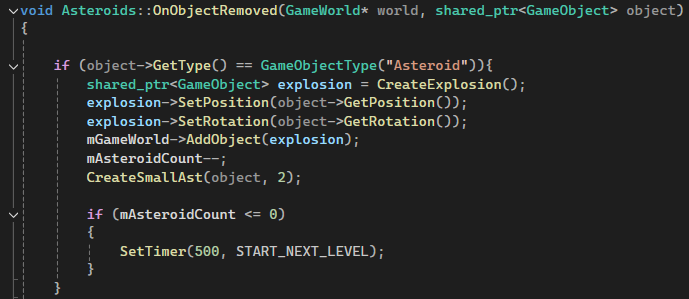 void Asteroids::OnObjectRemoved(GameWorld* world, shared_ptr<GameObject> object)
{
if (object->GetType() == GameObjectType("Asteroid")){
shared_ptr<GameObject> explosion = CreateExplosion();
explosion->SetPosition(object->GetPosition());
explosion->SetRotation(object->GetRotation());
mGameWorld->AddObject(explosion);
mAsteroidCount--;
CreateSmallAst(object, 2);
if (mAsteroidCount <= 0)
{
SetTimer(500, START_NEXT_LEVEL);
}
}